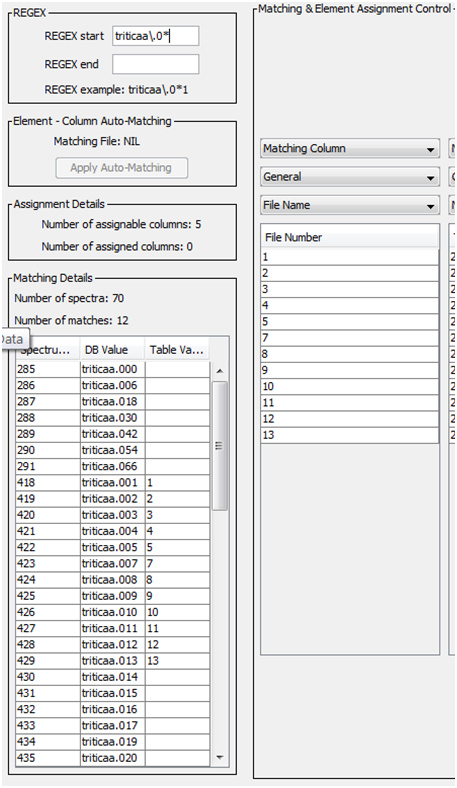 REGEX
REGEX start triticaa\.0*
REGEX end
REGEX example: triticaa\.0*1
Element - Column Auto-Matching
Matching File: NIL
Apply Auto-Matching
Assignment Details
Number of assignable columns: 5
Number of assigned columns: 0
Matching Details
Number of spectra: 70
Number of matches: 12
Data
Spectru... DB Value Table Va...
285 triticaa.000
286 triticaa.006
287 triticaa.018
288 triticaa.030
289 triticaa.042
290 triticaa.054
291 triticaa.066
418 triticaa.001 1
419 triticaa.002 2
420 triticaa.003 3
421 triticaa.004 4
422 triticaa.005 5
423 triticaa.007 7
424 triticaa.008 8
425 triticaa.009 9
426 triticaa.010 10
427 triticaa.011 11
428 triticaa.012 12
429 triticaa.013 13
430 triticaa.014
431 triticaa.015
432 triticaa.016
433 triticaa.017
434 triticaa.019
435 triticaa.020
Matching & Element Assignment Control -
Matching Column
General
File Name
File Number
1
2
3
4
5
7
8
9
10
11
12
13